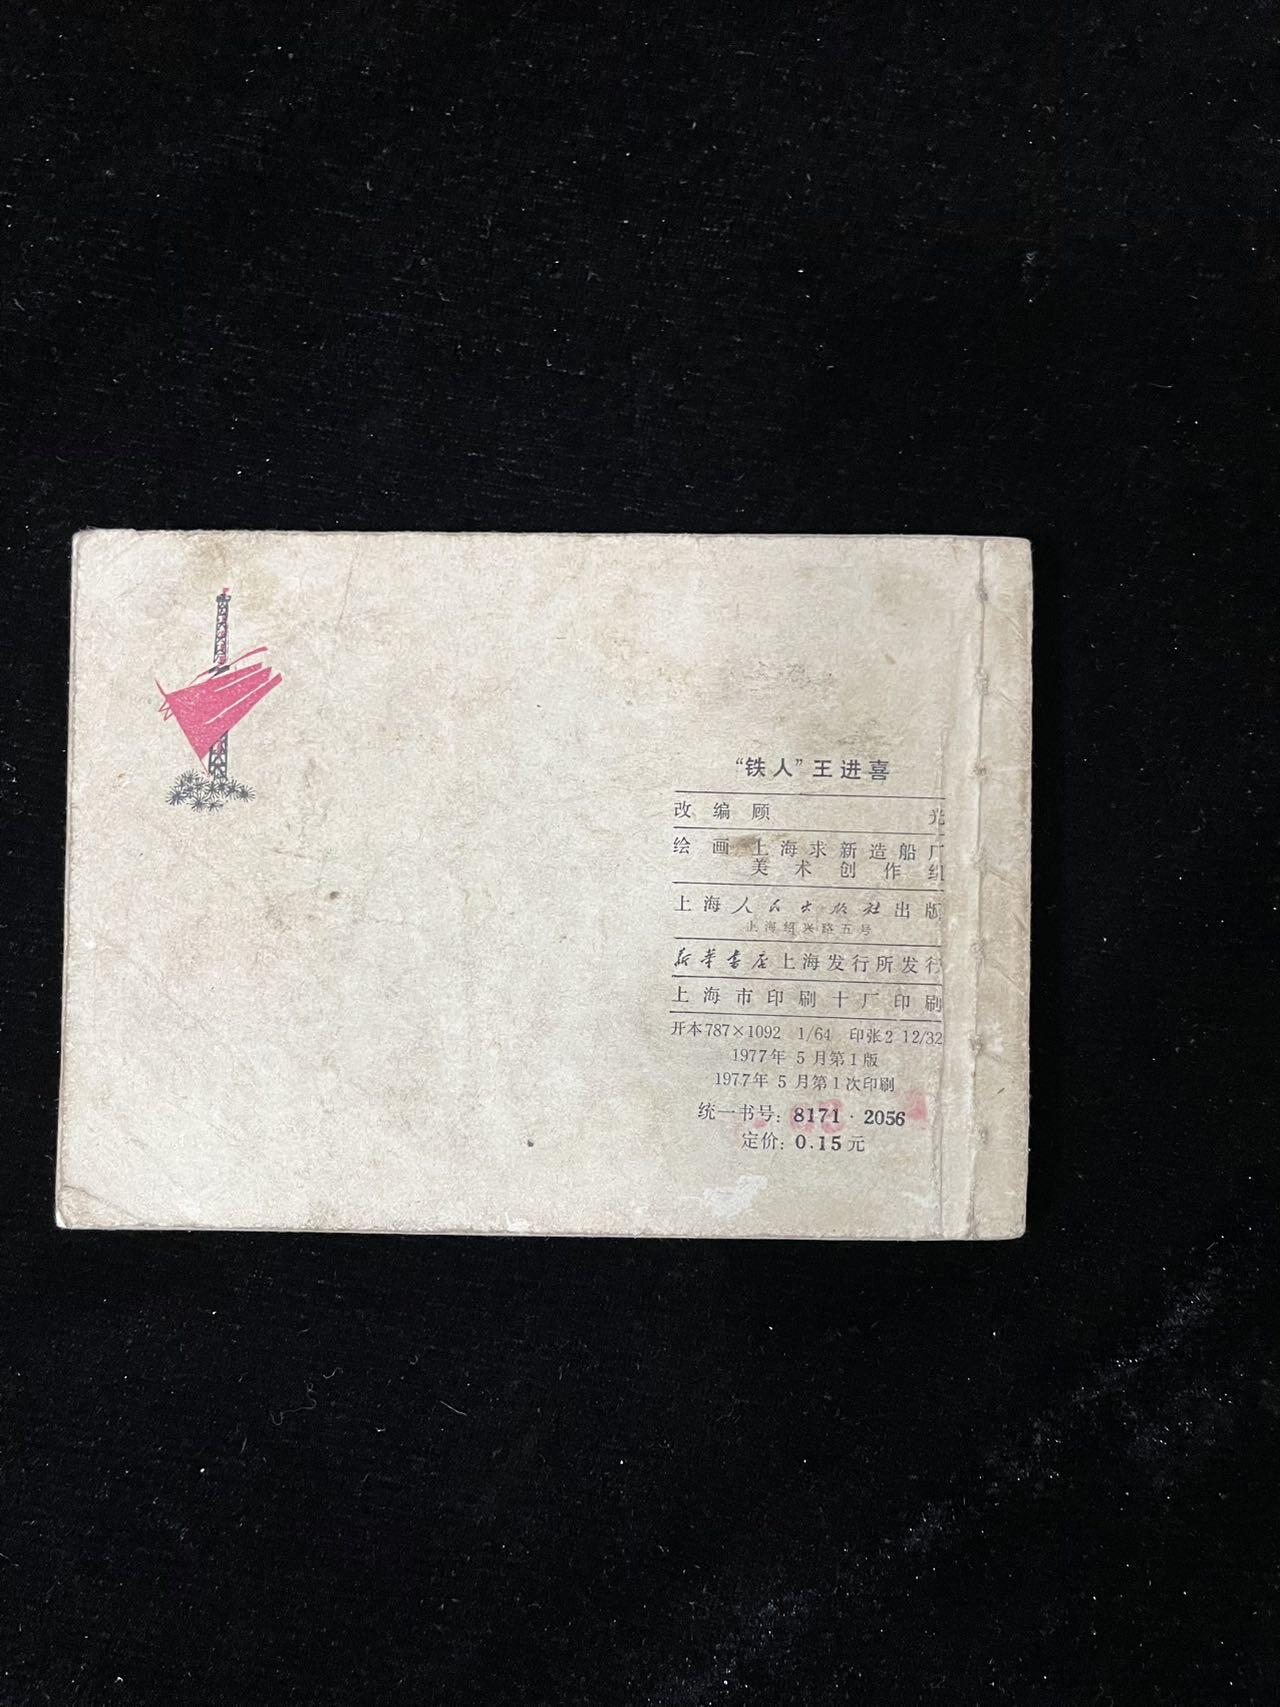 “铁人”王进喜
改编 顾 光
绘画 上海求新造船厂
美术创作组
上海人民出版社出版
上海绍兴路五号
新华书店上海发行所发行
上海市印刷十厂印刷
开本787×1092 1/64 印张2 12/32
1977年5月第1版
1977年5月第1次印刷
统一书号：8171·2056
定价：0.15元